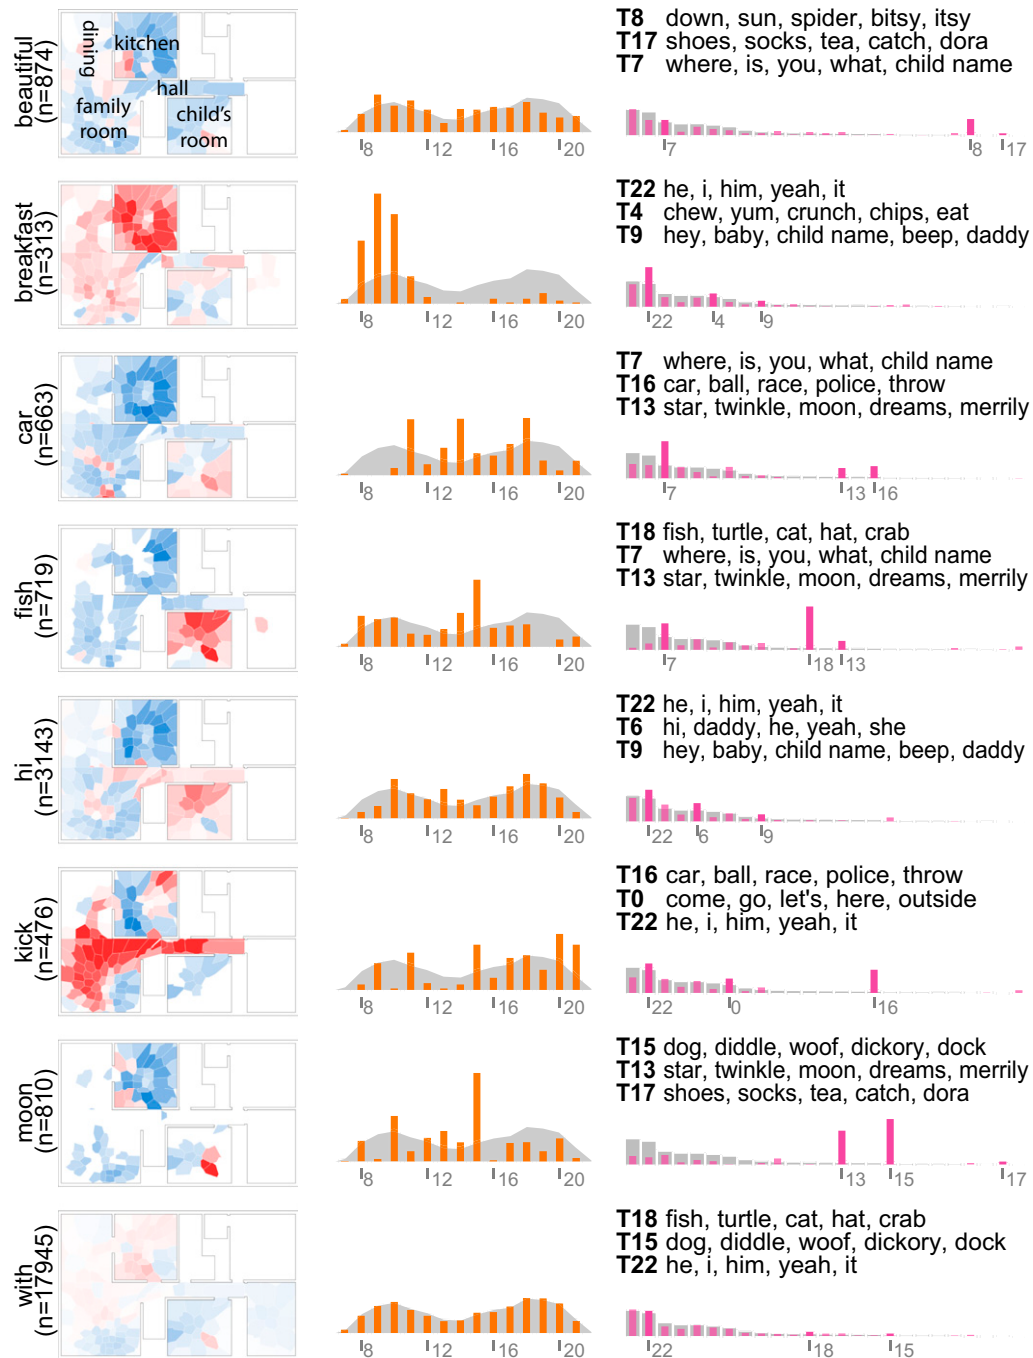 beautiful
(n=874)
dining
kitchen
hall
family
room
child's
room
8 12 16 20
T8 down, sun, spider, bitsy, itsy
T17 shoes, socks, tea, catch, dora
T7 where, is, you, what, child name
7 8 17
breakfast
(n=313)
8 12 16 20
T22 he, i, him, yeah, it
T4 chew, yum, crunch, chips, eat
T9 hey, baby, child name, beep, daddy
22 4 9
car
(n=663)
8 12 16 20
T7 where, is, you, what, child name
T16 car, ball, race, police, throw
T13 star, twinkle, moon, dreams, merrily
7 13 16
fish
(n=719)
8 12 16 20
T18 fish, turtle, cat, hat, crab
T7 where, is, you, what, child name
T13 star, twinkle, moon, dreams, merrily
7 18 13
hi
(n=3143)
8 12 16 20
T22 he, i, him, yeah, it
T6 hi, daddy, he, yeah, she
T9 hey, baby, child name, beep, daddy
22 6 9
kick
(n=476)
8 12 16 20
T16 car, ball, race, police, throw
T0 come, go, let's, here, outside
T22 he, i, him, yeah, it
22 0 16
moon
(n=810)
8 12 16 20
T15 dog, diddle, woof, dickory, dock
T13 star, twinkle, moon, dreams, merrily
T17 shoes, socks, tea, catch, dora
13 15 17
with
(n=17945)
8 12 16 20
T18 fish, turtle, cat, hat, crab
T15 dog, diddle, woof, dickory, dock
T22 he, i, him, yeah, it
22 18 15